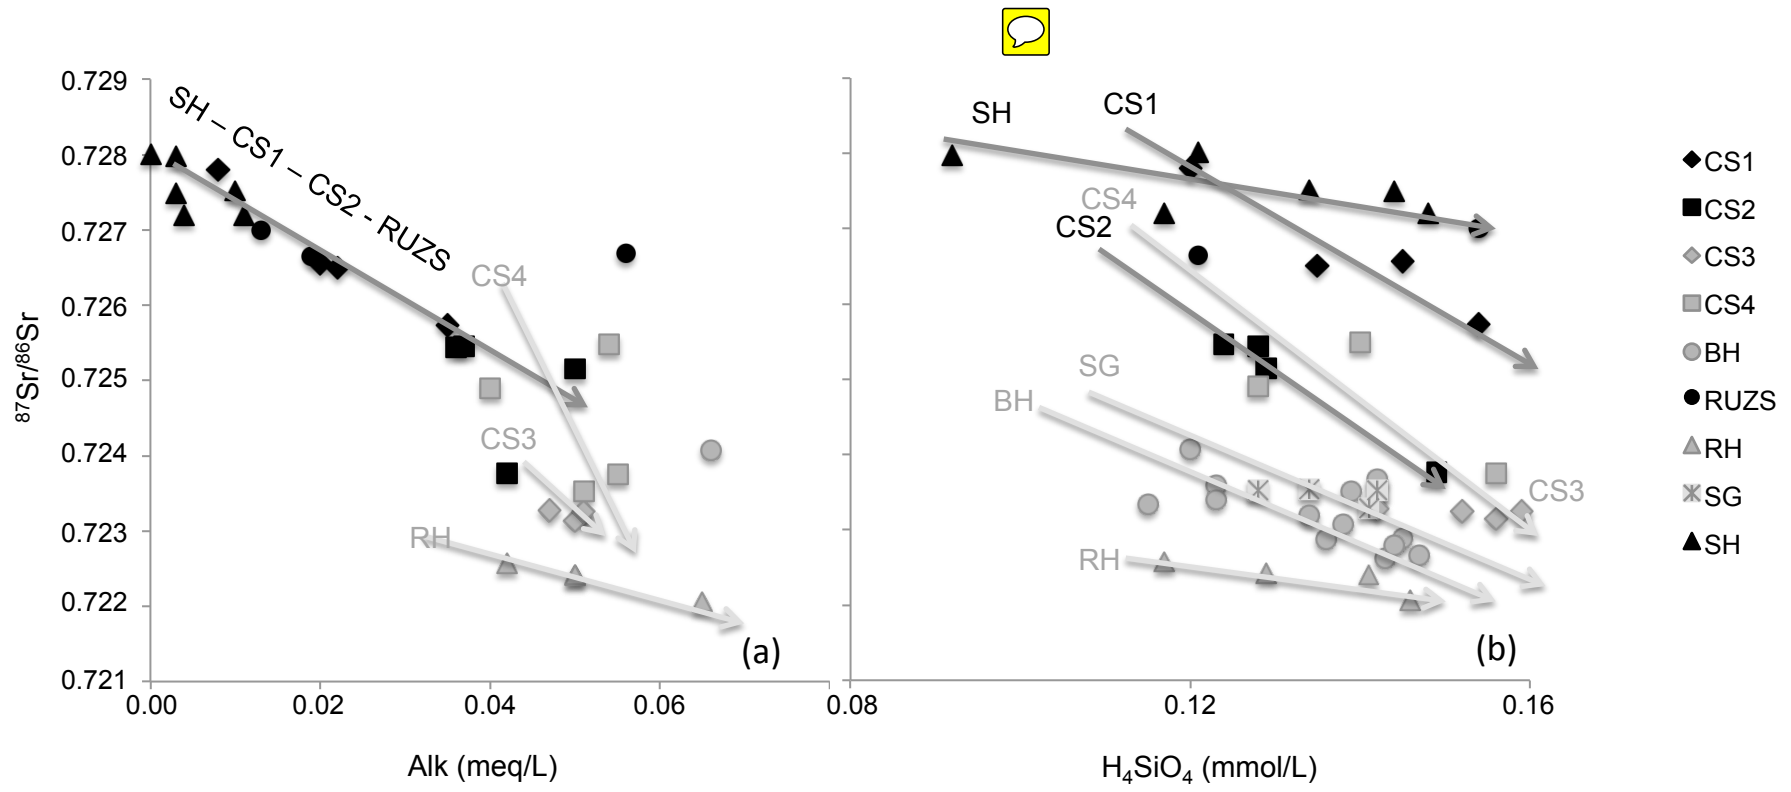 SH CS1
0.729
SH – CS1 – CS2 - RUZS
0.728 CS1
CS4 CS2
CS2
0.727 CS3
CS4
0.726 CS4
SG BH
0.725 BH
RUZS
CS3
0.724 RH
CS3
SG
0.723 RH RH
SH
0.722
(a) (b)
0.721
0.00 0.02 0.04 0.06 0.08 0.12 0.16
⁸⁷Sr/⁸⁶Sr
Alk (meq/L) H₄SiO₄ (mmol/L)